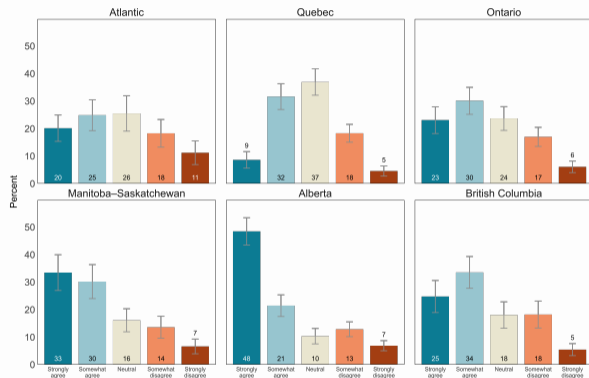 Atlantic
Quebec
Ontario
Percent
50
40
30
20
10
0
20
25
26
18
11
9
32
37
18
5
23
30
24
17
6
Manitoba–Saskatchewan
Alberta
British Columbia
50
40
30
20
10
0
33
30
16
14
7
48
21
10
13
7
25
34
18
18
5
Strongly agree
Somewhat agree
Neutral
Somewhat disagree
Strongly disagree
Strongly agree
Somewhat agree
Neutral
Somewhat disagree
Strongly disagree
Strongly agree
Somewhat agree
Neutral
Somewhat disagree
Strongly disagree